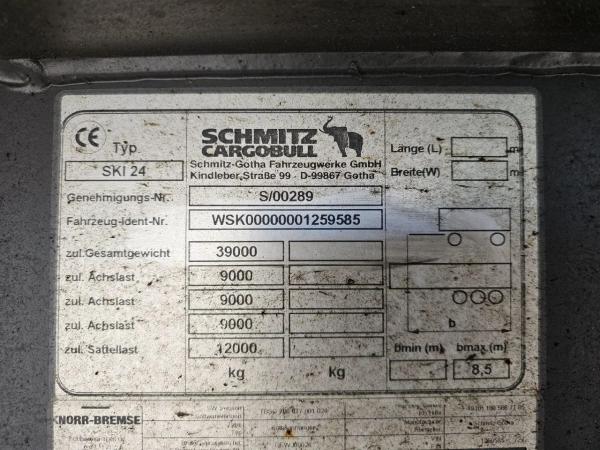 CE
Typ
SKI 24
SCHMITZ
CARGOBULL
Schmitz-Gotha Fahrzeugwerke GmbH
Kindleber Straße 99 - D-99867 Gotha
Länge (L) m
Breite(W) m
Genehmigungs-Nr. S/00289
Fahrzeug-Ident-Nr. WSK00000001259585
zul.Gesamtgewicht 39000
zul. Achslast 9000
zul. Achslast 9000
zul. Achslast 9000
zul. Sattellast 12000
kg kg
b
bmin (m) bmax (m)
8,5
KNORR-BREMSE